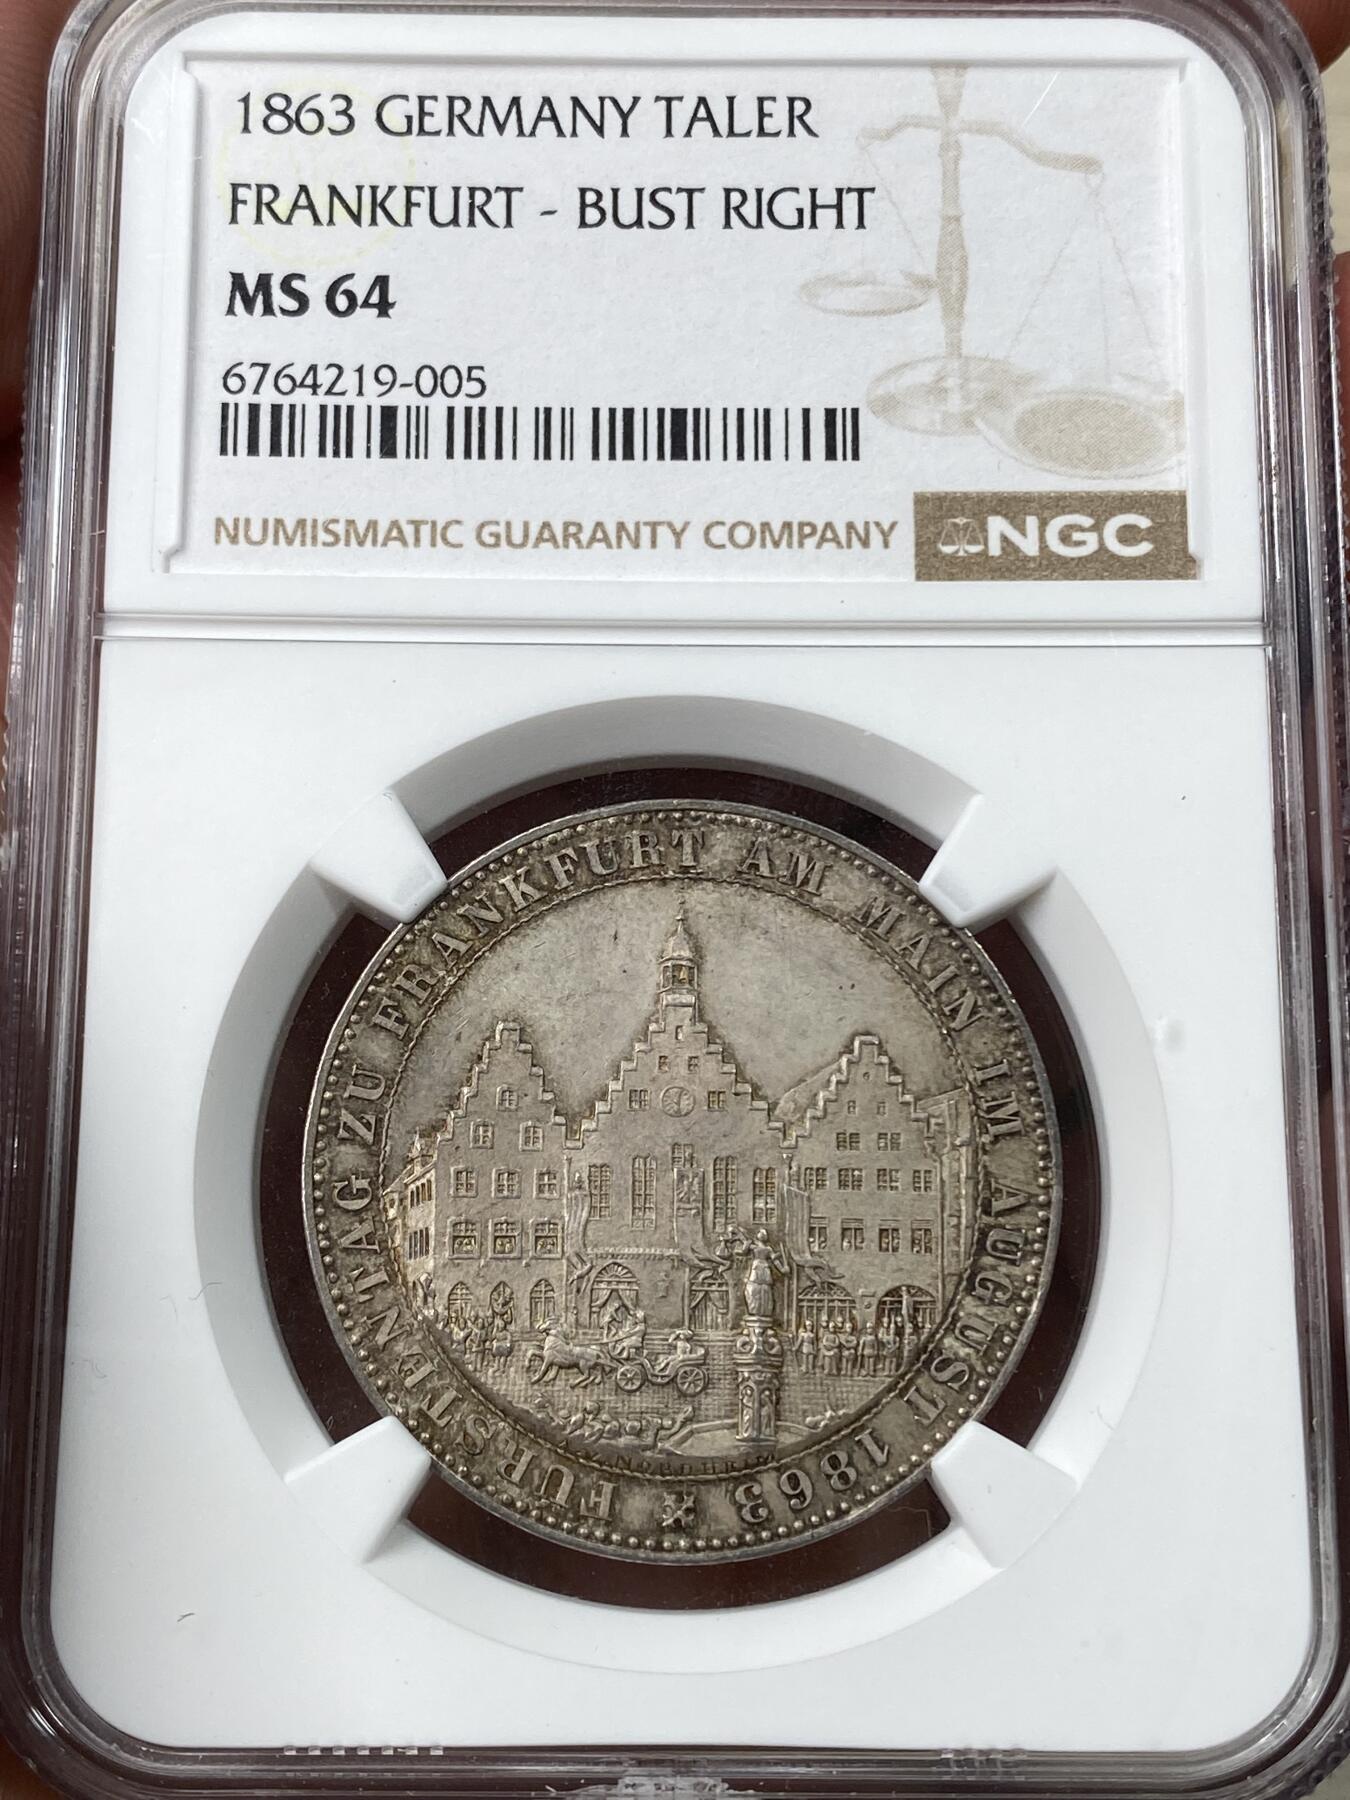 1863 GERMANY TALER
FRANKFURT - BUST RIGHT
MS 64
6764219-005
NUMISMATIC GUARANTY COMPANY
NGC
FÜRSTENTAG ZU FRANKFURT AM MAIN IM AUGUST 1863